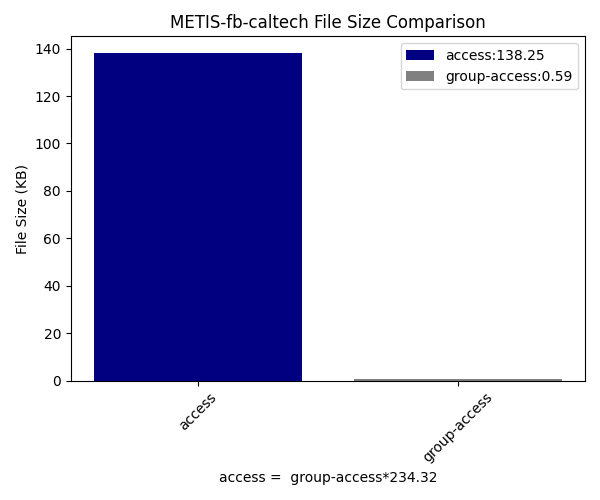 METIS-fb-caltech File Size Comparison
File Size (KB)
140
120
100
80
60
40
20
0
access:138.25
group-access:0.59
access
group-access
access =  group-access*234.32